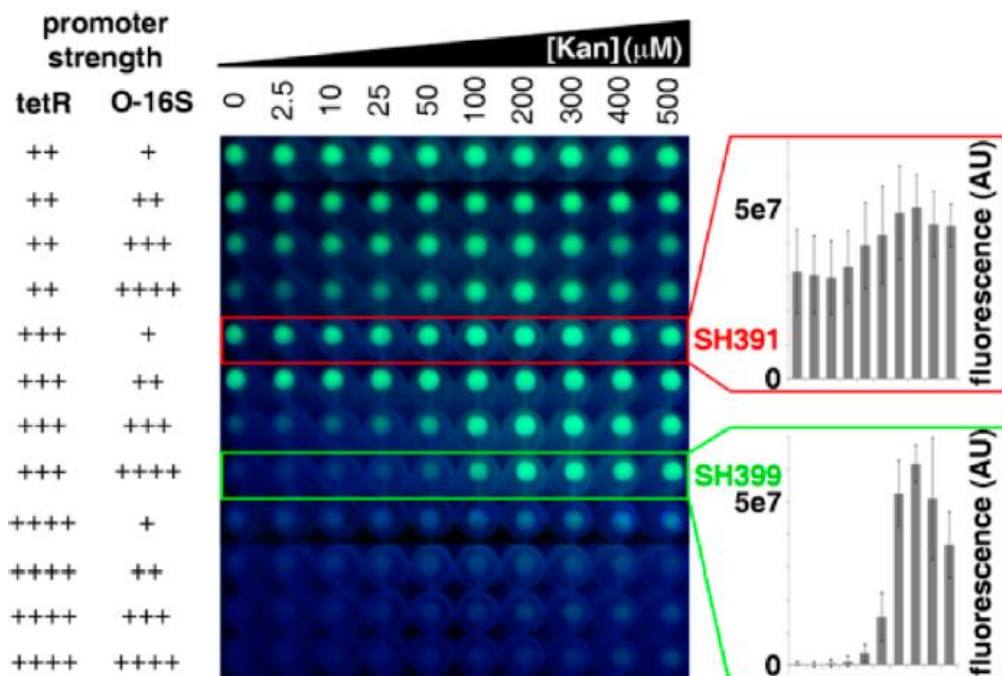 promoter
strength
[Kan](μM)
tetR O-16S
0 2.5 10 25 50 100 200 300 400 500
++ +
++ ++
++ +++
++ ++++
+++ +
+++ ++
+++ +++
+++ ++++
++++ +
++++ ++
++++ +++
++++ ++++
SH391
5e7
0
fluorescence (AU)
SH399
5e7
0
fluorescence (AU)